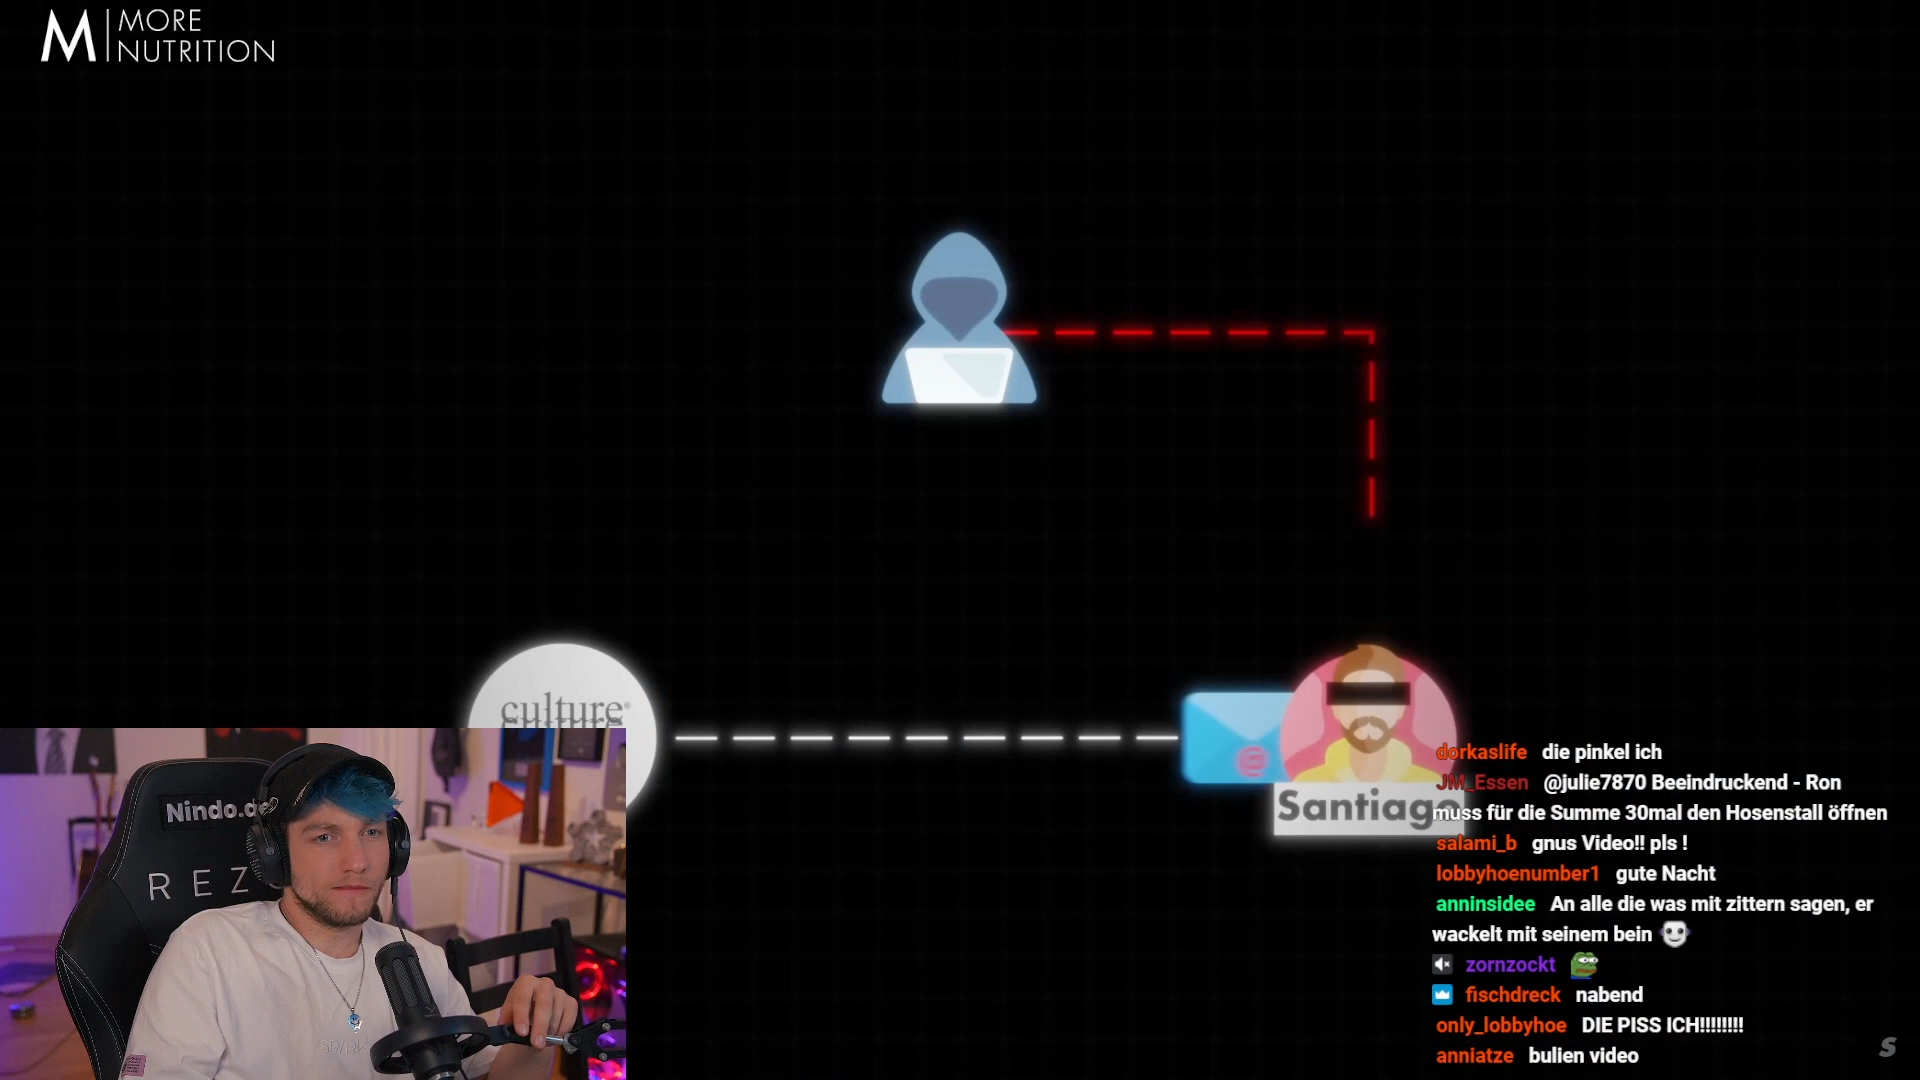 M | MORE
NUTRITION
culture®
Nindo.de
REZ
Santiago
dorkaslife die pinkel ich
JM_Essen @julie7870 Beeindruckend - Ron
muss für die Summe 30mal den Hosenstall öffnen
salami_b gnus Video!! pls !
lobbyhoenumber1 gute Nacht
anninsidee An alle die was mit zittern sagen, er
wackelt mit seinem bein
zornzockt
fischdreck nabend
only_lobbyhoe DIE PISS ICH!!!!!!!!
anniatze bulien video
S